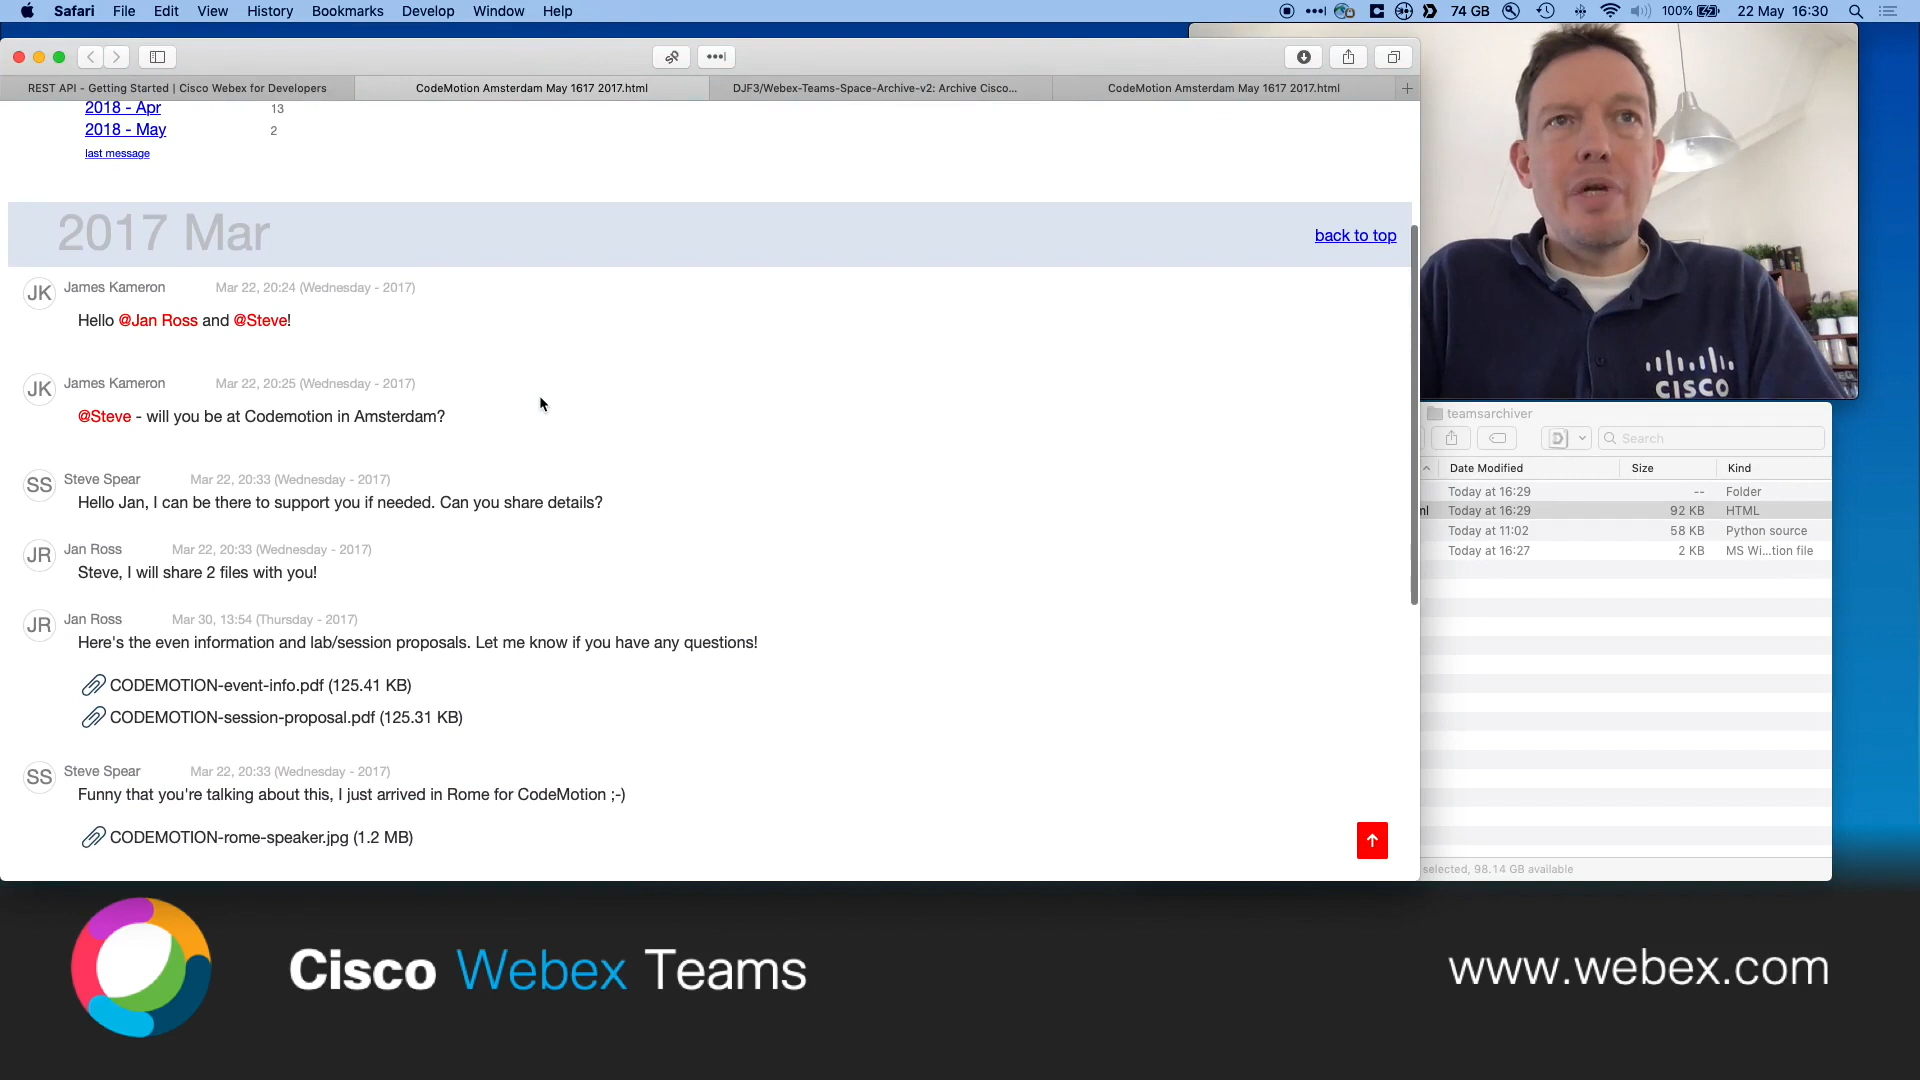 Safari File Edit View History Bookmarks Develop Window Help
74 GB 100% 22 May 16:30
REST API - Getting Started | Cisco Webex for Developers
CodeMotion Amsterdam May 1617 2017.html
DJF3/Webex-Teams-Space-Archive-v2: Archive Cisco...
CodeMotion Amsterdam May 1617 2017.html
2018 - Apr 13
2018 - May 2
last message
2017 Mar
back to top
JK James Kameron Mar 22, 20:24 (Wednesday - 2017)
Hello @Jan Ross and @Steve!
JK James Kameron Mar 22, 20:25 (Wednesday - 2017)
@Steve - will you be at Codemotion in Amsterdam?
SS Steve Spear Mar 22, 20:33 (Wednesday - 2017)
Hello Jan, I can be there to support you if needed. Can you share details?
JR Jan Ross Mar 22, 20:33 (Wednesday - 2017)
Steve, I will share 2 files with you!
JR Jan Ross Mar 30, 13:54 (Thursday - 2017)
Here's the even information and lab/session proposals. Let me know if you have any questions!
CODEMOTION-event-info.pdf (125.41 KB)
CODEMOTION-session-proposal.pdf (125.31 KB)
SS Steve Spear Mar 22, 20:33 (Wednesday - 2017)
Funny that you're talking about this, I just arrived in Rome for CodeMotion ;-)
CODEMOTION-rome-speaker.jpg (1.2 MB)
CISCO
teamsarchiver
Search
Date Modified Size Kind
Today at 16:29 -- Folder
nl Today at 16:29 92 KB HTML
Today at 11:02 58 KB Python source
Today at 16:27 2 KB MS Wi...tion file
selected, 98.14 GB available
Cisco Webex Teams
www.webex.com